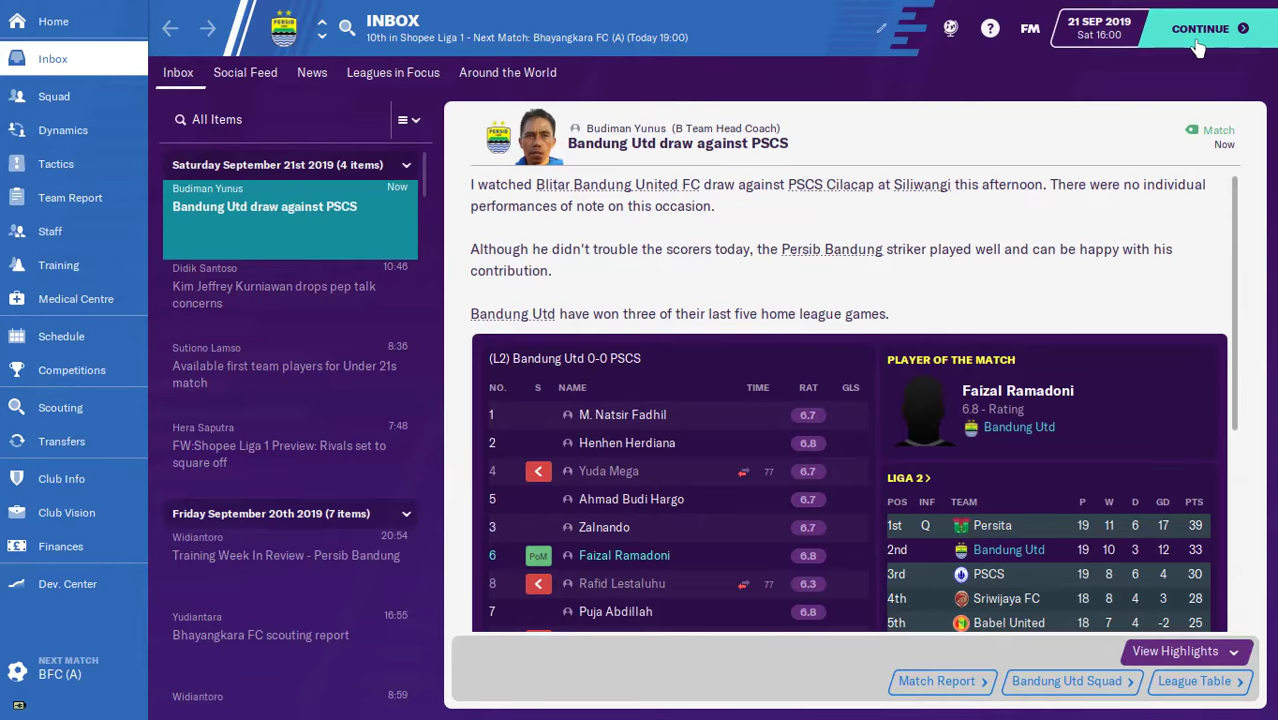 Home
Inbox
Squad
Dynamics
Tactics
Team Report
Staff
Training
Medical Centre
Schedule
Competitions
Scouting
Transfers
Club Info
Club Vision
Finances
Dev. Center
NEXT MATCH
BFC (A)
PERSIB
INBOX
10th in Shopee Liga 1 - Next Match: Bhayangkara FC (A) (Today 19:00)
?
FM
21 SEP 2019
Sat 16:00
CONTINUE
Inbox
Social Feed
News
Leagues in Focus
Around the World
All Items
Saturday September 21st 2019 (4 items)
Budiman Yunus Now
Bandung Utd draw against PSCS
Didik Santoso 10:46
Kim Jeffrey Kurniawan drops pep talk
concerns
Sutiono Lamso 8:36
Available first team players for Under 21s
match
Hera Saputra 7:48
FW:Shopee Liga 1 Preview: Rivals set to
square off
Friday September 20th 2019 (7 items)
Widiantoro 20:54
Training Week In Review - Persib Bandung
Yudiantara 16:55
Bhayangkara FC scouting report
Widiantoro 8:59
PERSIB
Budiman Yunus (B Team Head Coach)
Bandung Utd draw against PSCS
Match
Now
I watched Blitar Bandung United FC draw against PSCS Cilacap at Siliwangi this afternoon. There were no individual
performances of note on this occasion.
Although he didn't trouble the scorers today, the Persib Bandung striker played well and can be happy with his
contribution.
Bandung Utd have won three of their last five home league games.
(L2) Bandung Utd 0-0 PSCS
NO. S NAME TIME RAT GLS
1 M. Natsir Fadhil 6.7
2 Henhen Herdiana 6.8
4 Yuda Mega 77 6.7
5 Ahmad Budi Hargo 6.7
3 Zalnando 6.7
6 PoM Faizal Ramadoni 6.8
8 Rafid Lestaluhu 77 6.3
7 Puja Abdillah 6.8
PLAYER OF THE MATCH
Faizal Ramadoni
6.8 - Rating
Bandung Utd
LIGA 2
POS INF TEAM P W D GD PTS
1st Q Persita 19 11 6 17 39
2nd Bandung Utd 19 10 3 12 33
3rd PSCS 19 8 6 4 30
4th Sriwijaya FC 18 8 4 3 28
5th Babel United 18 7 4 -2 25
View Highlights
Match Report
Bandung Utd Squad
League Table